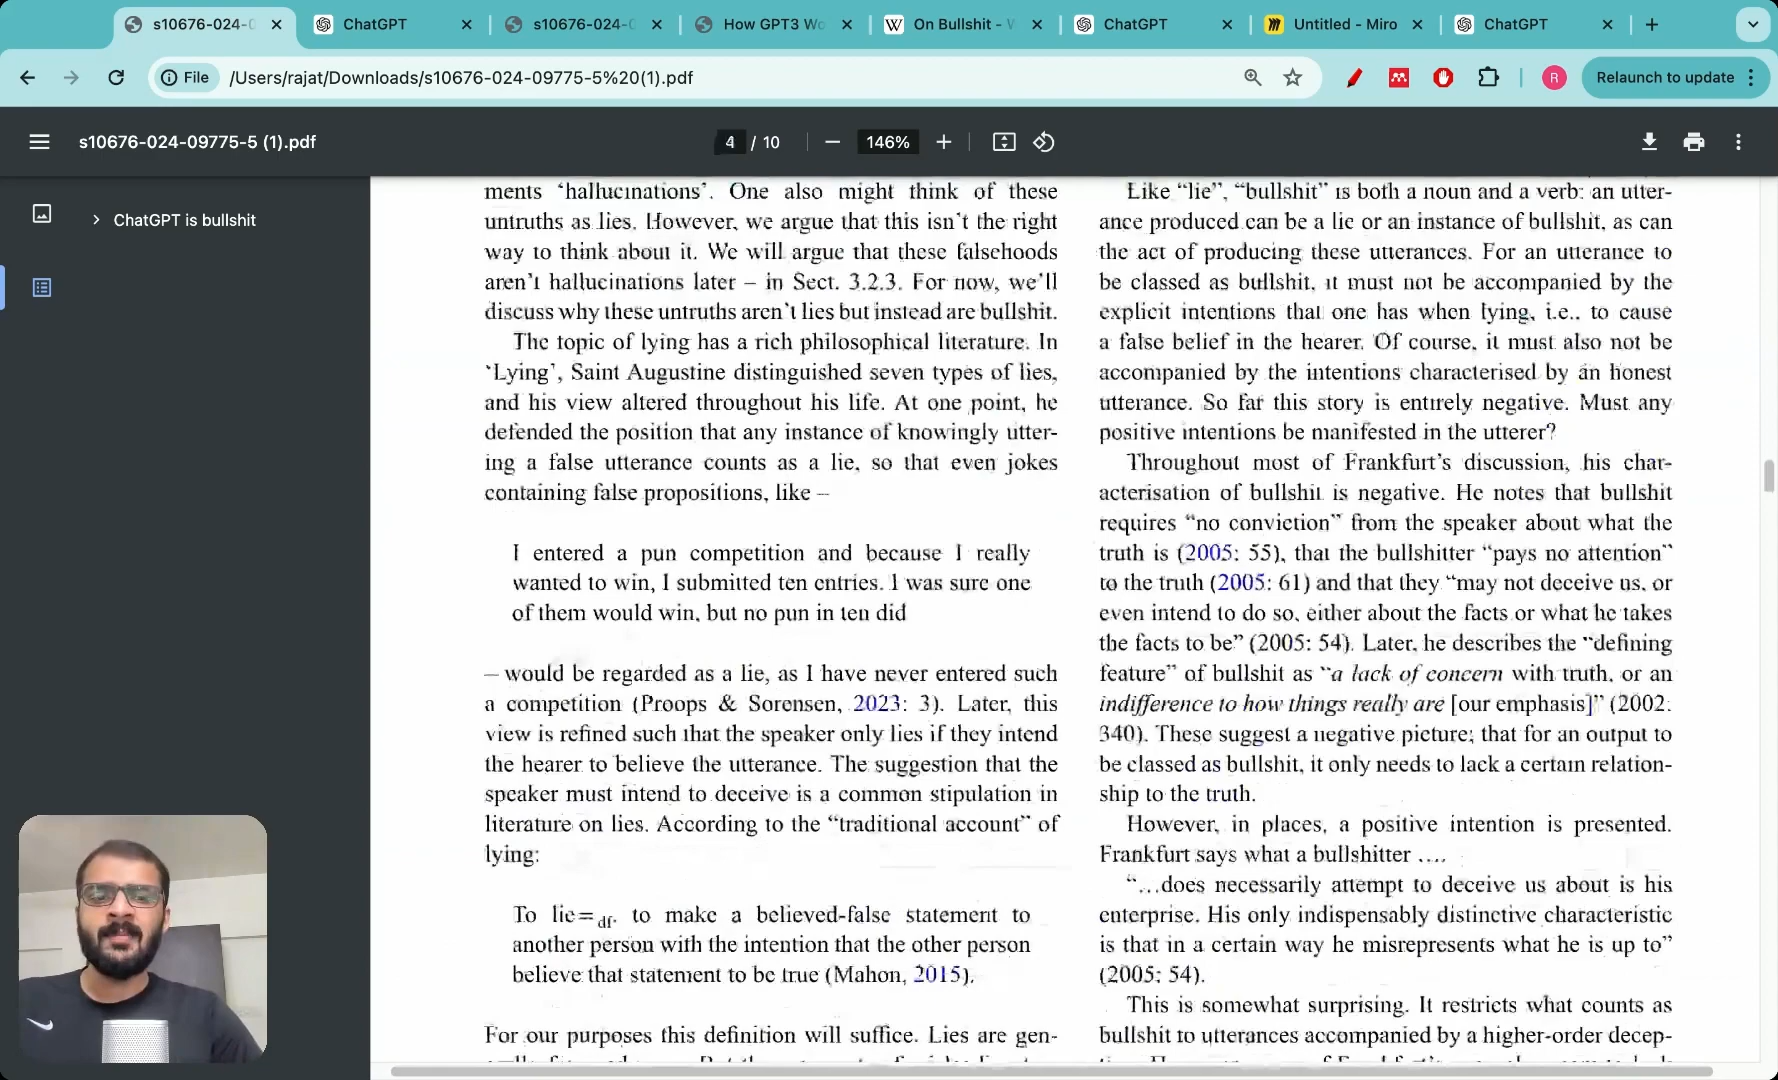 s10676-024-0
ChatGPT
s10676-024-0
How GPT3 Wo
On Bullshit - W
ChatGPT
Untitled - Miro
ChatGPT
File
/Users/rajat/Downloads/s10676-024-09775-5%20(1).pdf
R
Relaunch to update
s10676-024-09775-5 (1).pdf
4 / 10
146%
ChatGPT is bullshit
ments ‘hallucinations’. One also might think of these
untruths as lies. However, we argue that this isn’t the right
way to think about it. We will argue that these falsehoods
aren’t hallucinations later – in Sect. 3.2.3. For now, we’ll
discuss why these untruths aren’t lies but instead are bullshit.
The topic of lying has a rich philosophical literature. In
‘Lying’, Saint Augustine distinguished seven types of lies,
and his view altered throughout his life. At one point, he
defended the position that any instance of knowingly utter-
ing a false utterance counts as a lie, so that even jokes
containing false propositions, like –
I entered a pun competition and because I really
wanted to win, I submitted ten entries. I was sure one
of them would win, but no pun in ten did
– would be regarded as a lie, as I have never entered such
a competition (Proops & Sorensen, 2023: 3). Later, this
view is refined such that the speaker only lies if they intend
the hearer to believe the utterance. The suggestion that the
speaker must intend to deceive is a common stipulation in
literature on lies. According to the “traditional account” of
lying:
To lie =df. to make a believed-false statement to
another person with the intention that the other person
believe that statement to be true (Mahon, 2015).
For our purposes this definition will suffice. Lies are gen-
Like “lie”, “bullshit” is both a noun and a verb: an utter-
ance produced can be a lie or an instance of bullshit, as can
the act of producing these utterances. For an utterance to
be classed as bullshit, it must not be accompanied by the
explicit intentions that one has when lying, i.e., to cause
a false belief in the hearer. Of course, it must also not be
accompanied by the intentions characterised by an honest
utterance. So far this story is entirely negative. Must any
positive intentions be manifested in the utterer?
Throughout most of Frankfurt’s discussion, his char-
acterisation of bullshit is negative. He notes that bullshit
requires “no conviction” from the speaker about what the
truth is (2005: 55), that the bullshitter “pays no attention”
to the truth (2005: 61) and that they “may not deceive us, or
even intend to do so, either about the facts or what he takes
the facts to be” (2005: 54). Later, he describes the “defining
feature” of bullshit as “a lack of concern with truth, or an
indifference to how things really are [our emphasis]” (2002:
340). These suggest a negative picture; that for an output to
be classed as bullshit, it only needs to lack a certain relation-
ship to the truth.
However, in places, a positive intention is presented.
Frankfurt says what a bullshitter ….
“…does necessarily attempt to deceive us about is his
enterprise. His only indispensably distinctive characteristic
is that in a certain way he misrepresents what he is up to”
(2005: 54).
This is somewhat surprising. It restricts what counts as
bullshit to utterances accompanied by a higher-order decep-